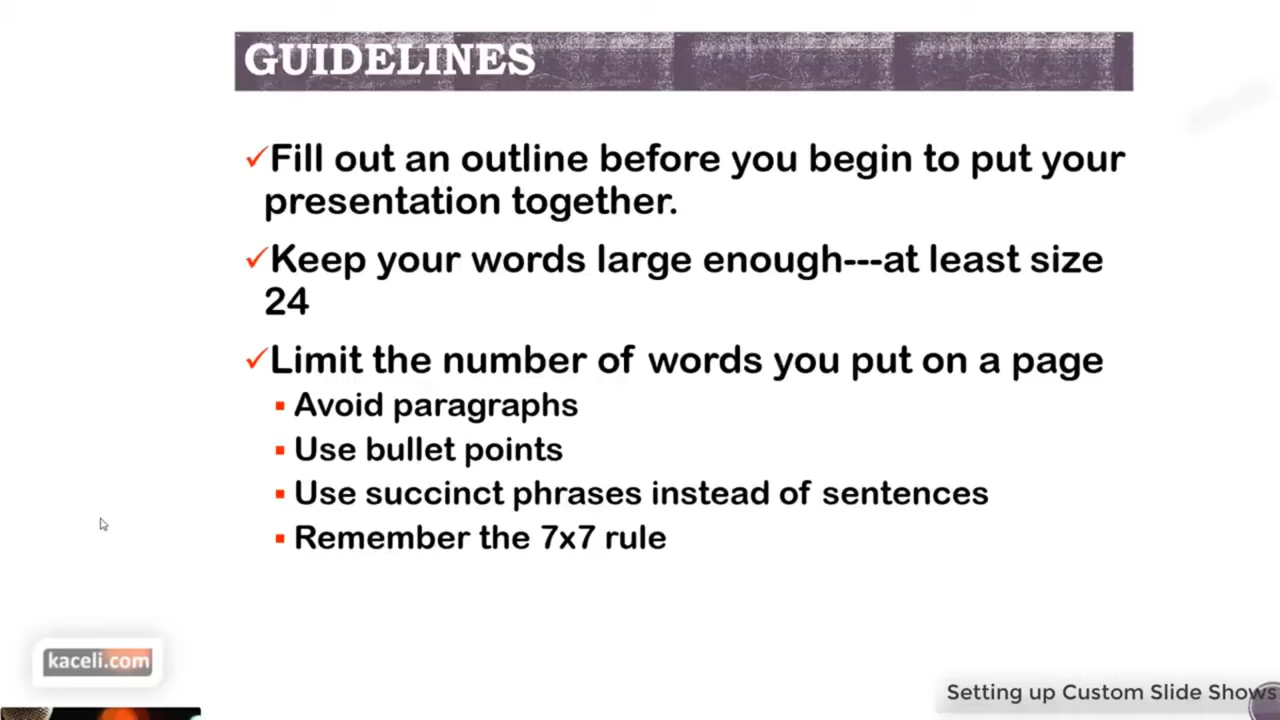 GUIDELINES
Fill out an outline before you begin to put your
presentation together.
Keep your words large enough---at least size
24
Limit the number of words you put on a page
Avoid paragraphs
Use bullet points
Use succinct phrases instead of sentences
Remember the 7x7 rule
kaceli.com
Setting up Custom Slide Shows